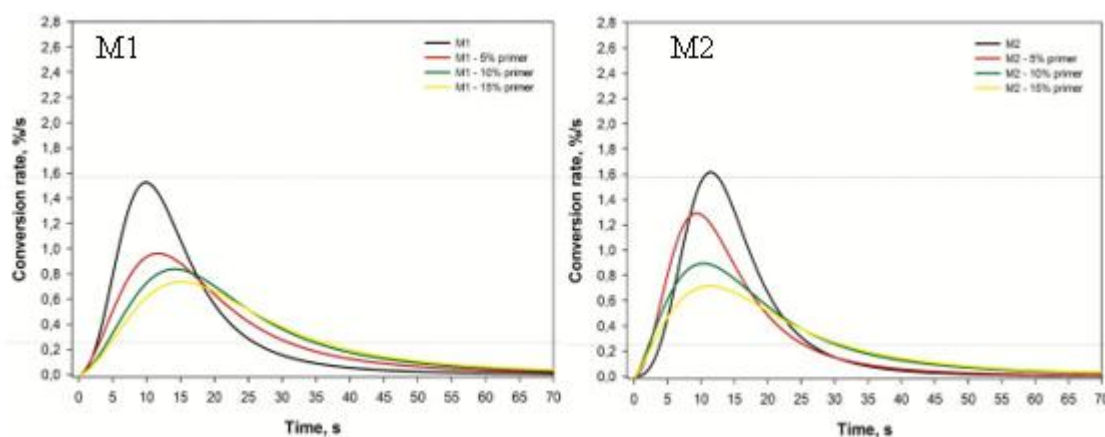 M1
M1
M1 - 5% primer
M1 - 10% primer
M1 - 15% primer
Conversion rate, %/s
2,8
2,6
2,4
2,2
2,0
1,8
1,6
1,4
1,2
1,0
0,8
0,6
0,4
0,2
0,0
0 5 10 15 20 25 30 35 40 45 50 55 60 65 70
Time, s
M2
M2
M2 - 5% primer
M2 - 10% primer
M2 - 15% primer
Conversion rate, %/s
2,8
2,6
2,4
2,2
2,0
1,8
1,6
1,4
1,2
1,0
0,8
0,6
0,4
0,2
0,0
0 5 10 15 20 25 30 35 40 45 50 55 60 65 70
Time, s